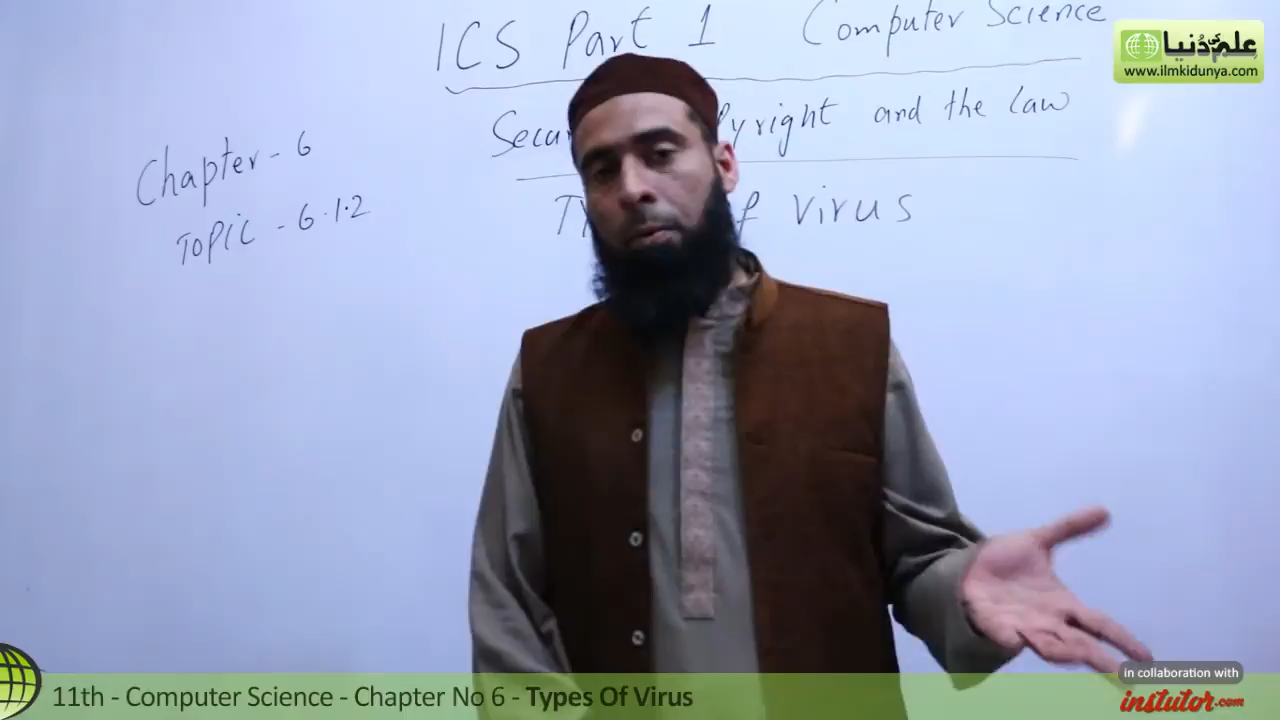 ICS Part 1 Computer Science
علم کی دنیا
www.ilmkidunya.com
and the Law
Chapter - 6
Topic - 6.1.2
virus
11th - Computer Science - Chapter No 6 - Types Of Virus
in collaboration with
instutor.com